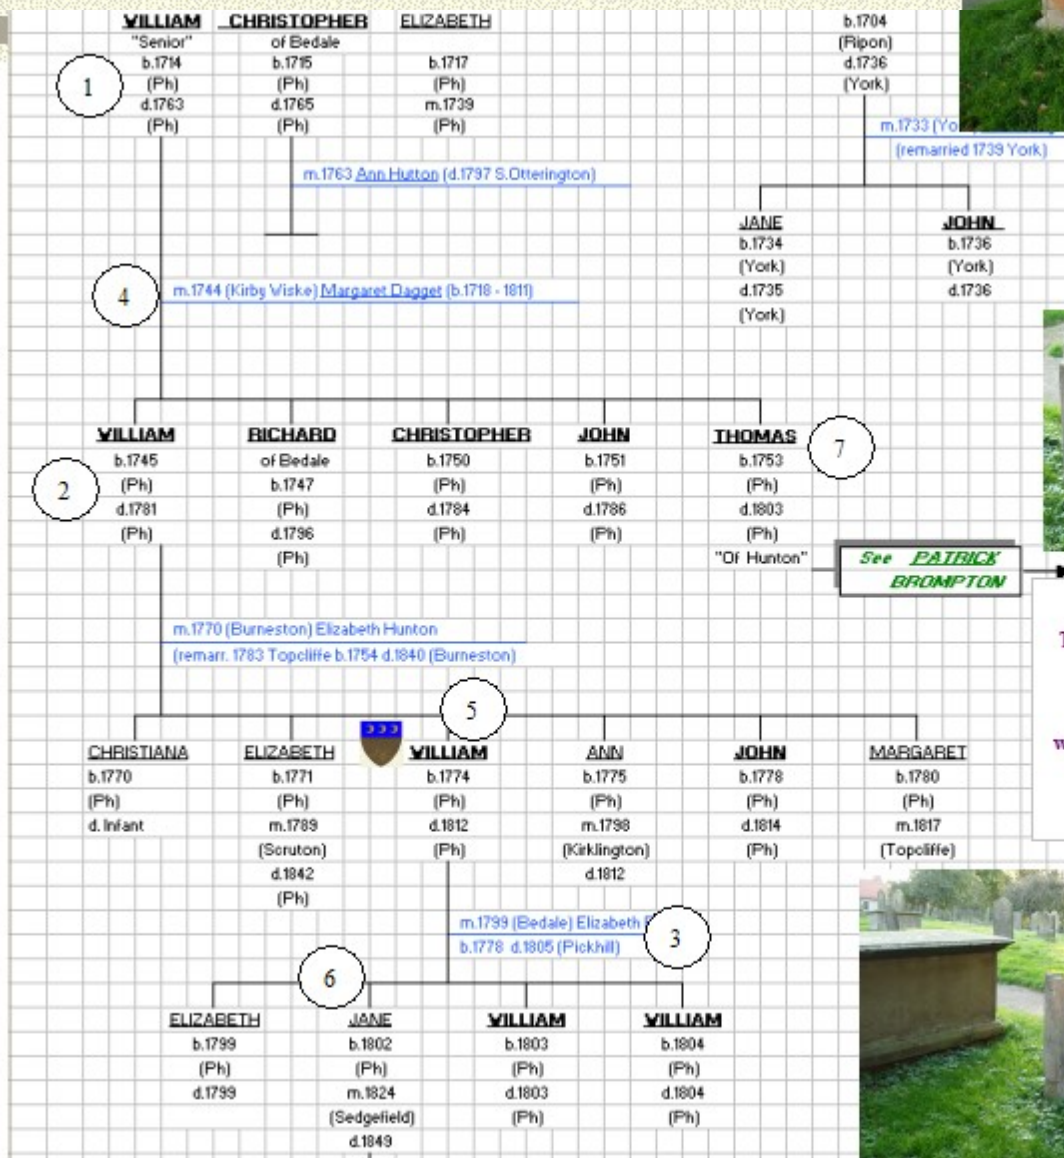 WILLIAM CHRISTOPHER ELIZABETH b.1704
"Senior" of Bedale (Ripon)
b.1714 b.1715 b.1717 d.1736
1 (Ph) (Ph) (Ph) (York)
d.1763 d.1765 m.1739
(Ph) (Ph) (Ph)
m.1733
(remarried 1739 York)
m.1763 Ann Hutton (d.1797 S.Otterington)
JANE JOHN
b.1734 b.1736
(York) (York)
d.1735 d.1736
(York)
4 m.1744 (Kirby Wiske) Margaret Dagget (b.1718 - 1811)
WILLIAM RICHARD CHRISTOPHER JOHN THOMAS 7
b.1745 of Bedale b.1750 b.1751 b.1753
2 (Ph) b.1747 (Ph) (Ph) (Ph)
d.1781 (Ph) d.1784 d.1786 d.1803
(Ph) d.1796 (Ph) (Ph) (Ph)
(Ph) "Of Hunton"
See PATRICK
BROMPTON
m.1770 (Burneston) Elizabeth Hunton
(remarr. 1783 Topcliffe b.1754 d.1840 (Burneston)
5
CHRISTIANA ELIZABETH WILLIAM ANN JOHN MARGARET
b.1770 b.1771 b.1774 b.1775 b.1778 b.1780
(Ph) (Ph) (Ph) (Ph) (Ph) (Ph)
d. Infant m.1789 d.1812 m.1798 d.1814 m.1817
(Scruton) (Ph) (Kirklington) (Ph) (Topcliffe)
d.1842 d.1812
(Ph)
m.1799 (Bedale) Elizabeth
b.1778 d.1805 (Pickhill)
3
6
ELIZABETH JANE WILLIAM WILLIAM
b.1799 b.1802 b.1803 b.1804
(Ph) (Ph) (Ph) (Ph)
d.1799 m.1824 d.1803 d.1804
(Sedgefield) (Ph) (Ph)
d.1849